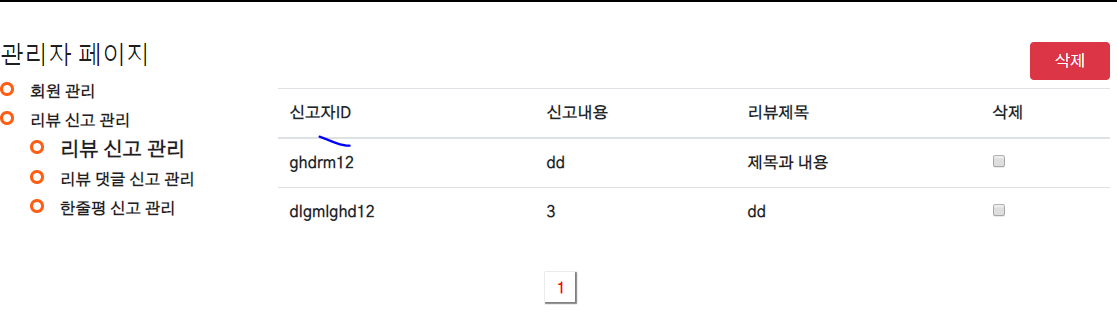 관리자 페이지
삭제
회원 관리
리뷰 신고 관리
리뷰 신고 관리
리뷰 댓글 신고 관리
한줄평 신고 관리
신고자ID 신고내용 리뷰제목 삭제
ghdrm12 dd 제목과 내용
dlgmlghd12 3 dd
1